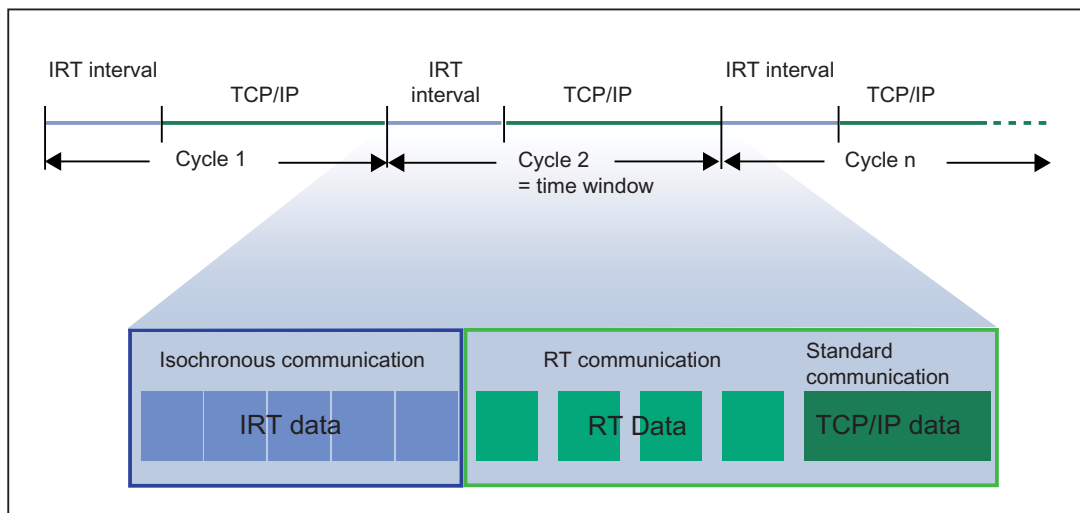 IRT interval
TCP/IP
IRT
interval
TCP/IP
IRT interval
TCP/IP
Cycle 1
Cycle 2
= time window
Cycle n
Isochronous communication
RT communication
Standard
communication
IRT data
RT Data
TCP/IP data